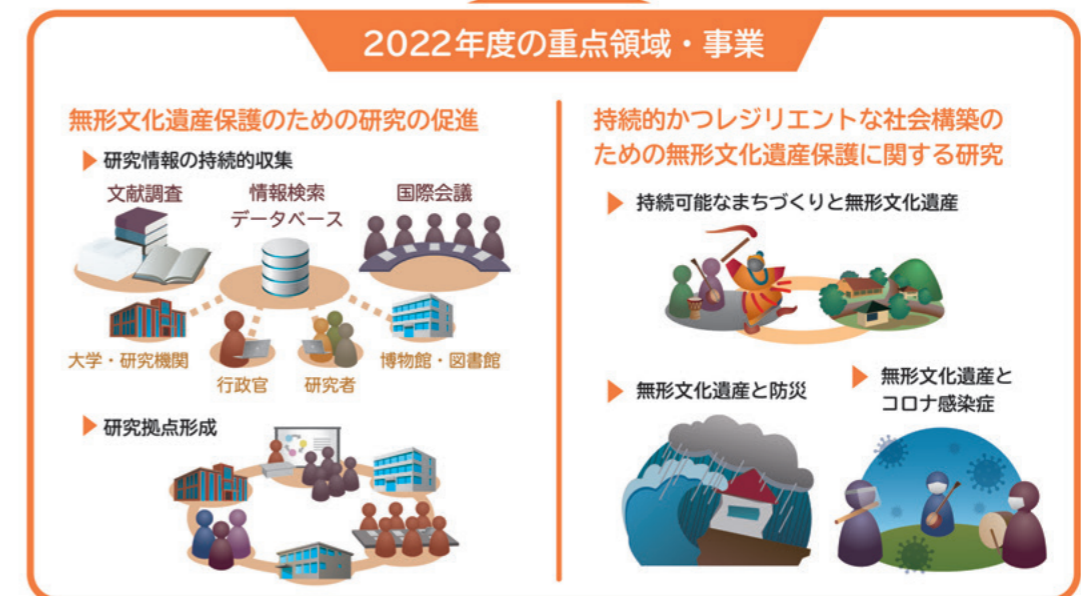 2022年度の重点領域・事業
無形文化遺産保護のための研究の促進
研究情報の持続的収集
文献調査
情報検索
データベース
国際会議
大学・研究機関
行政官
研究者
博物館・図書館
研究拠点形成
持続的かつレジリエントな社会構築の
ための無形文化遺産保護に関する研究
持続可能なまちづくりと無形文化遺産
無形文化遺産と防災
無形文化遺産と
コロナ感染症